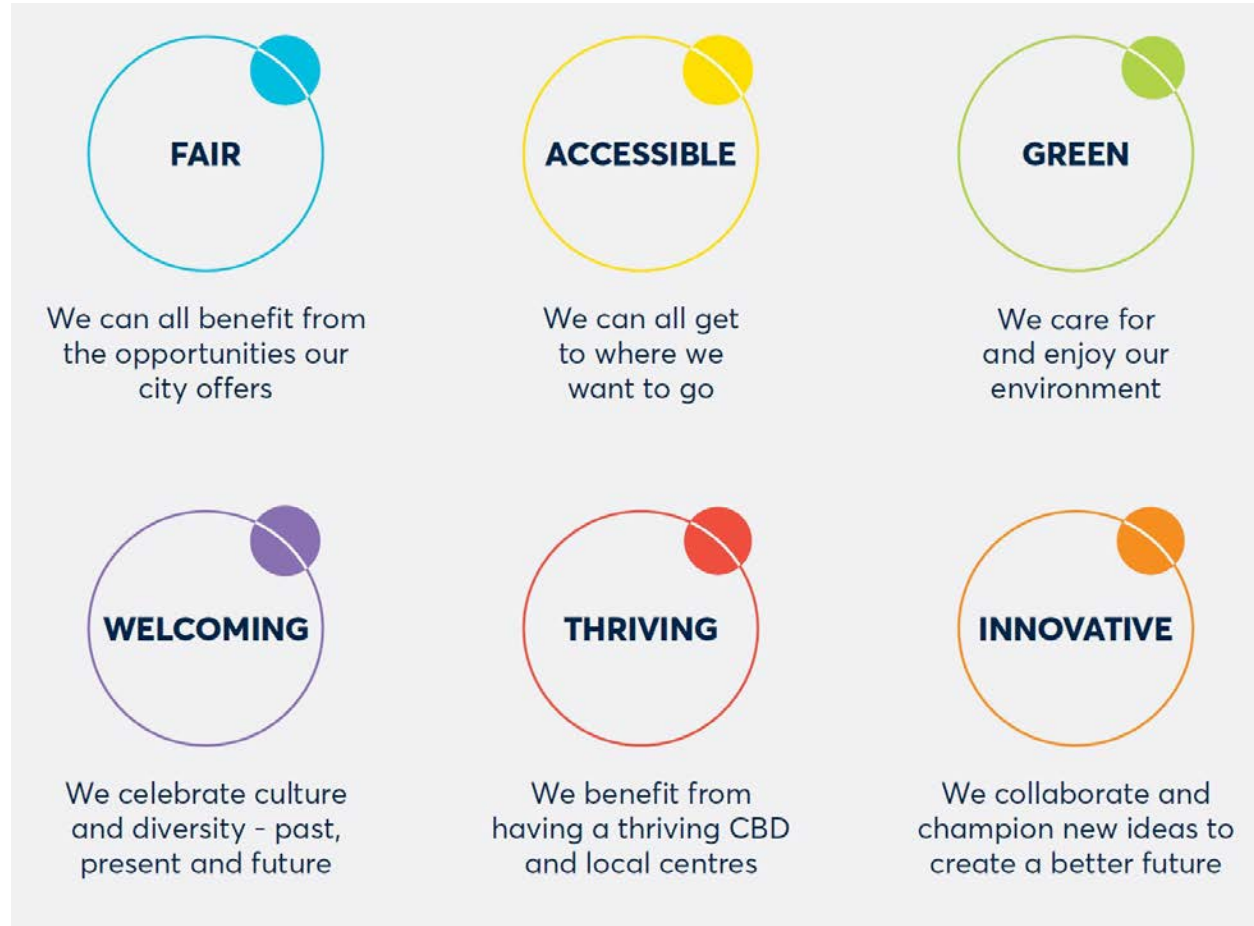 FAIR
We can all benefit from
the opportunities our
city offers
ACCESSIBLE
We can all get
to where we
want to go
GREEN
We care for
and enjoy our
environment
WELCOMING
We celebrate culture
and diversity - past,
present and future
THRIVING
We benefit from
having a thriving CBD
and local centres
INNOVATIVE
We collaborate and
champion new ideas to
create a better future